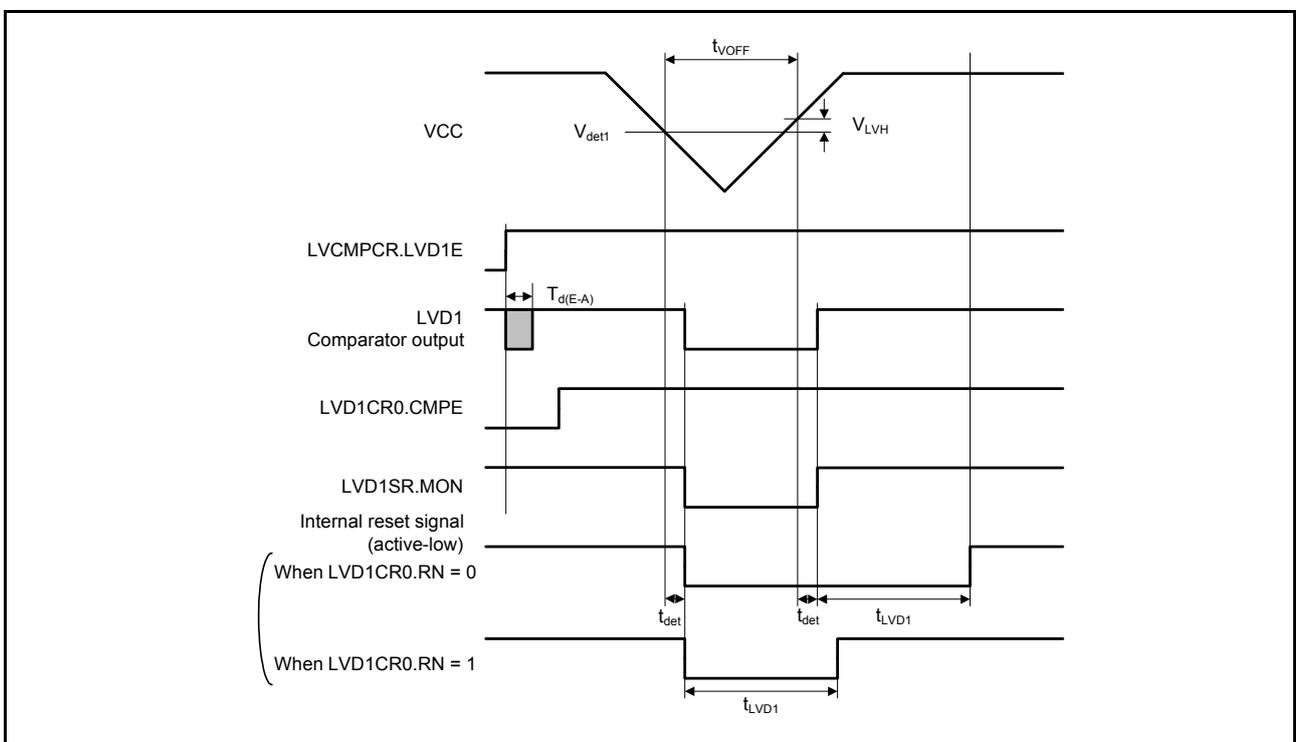 tVOFF
VCC
Vdet1
VLVH
LVCMPCR.LVD1E
Td(E-A)
LVD1
Comparator output
LVD1CR0.CMPE
LVD1SR.MON
Internal reset signal
(active-low)
When LVD1CR0.RN = 0
tdet
tdet
tLVD1
When LVD1CR0.RN = 1
tLVD1